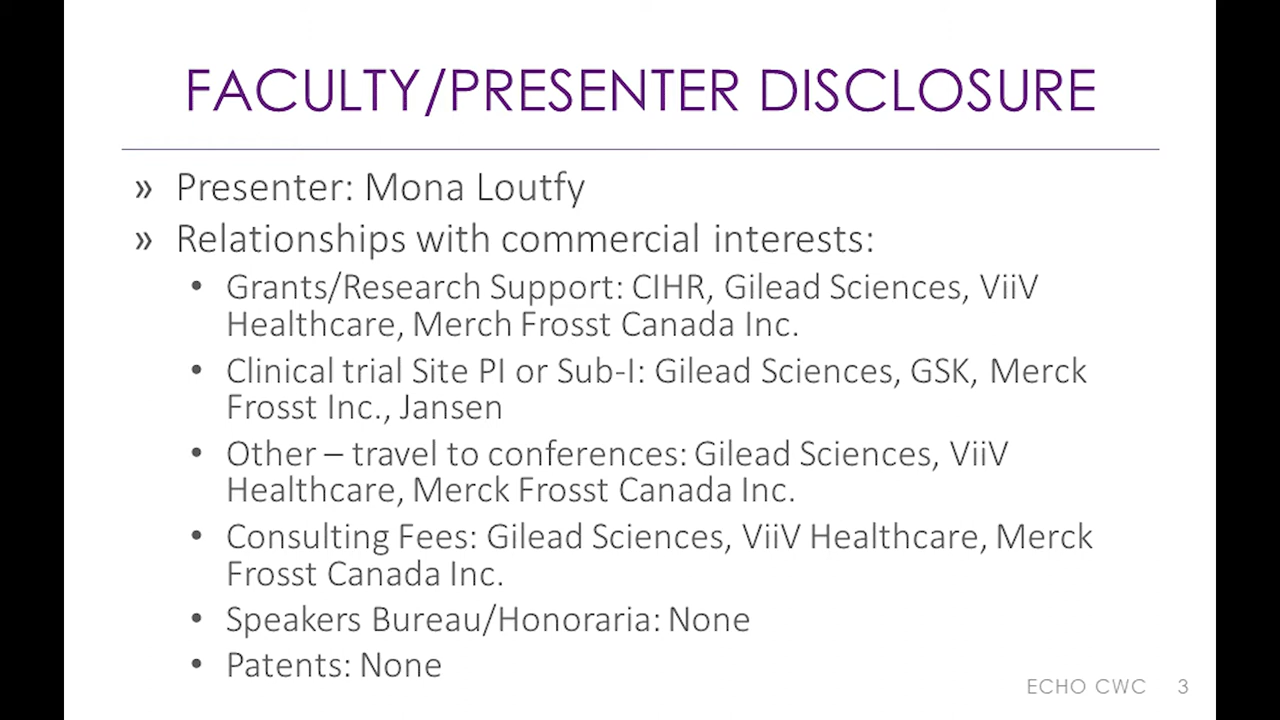 FACULTY/PRESENTER DISCLOSURE
» Presenter: Mona Loutfy
» Relationships with commercial interests:
• Grants/Research Support: CIHR, Gilead Sciences, ViiV
Healthcare, Merch Frosst Canada Inc.
• Clinical trial Site PI or Sub-I: Gilead Sciences, GSK, Merck
Frosst Inc., Jansen
• Other – travel to conferences: Gilead Sciences, ViiV
Healthcare, Merck Frosst Canada Inc.
• Consulting Fees: Gilead Sciences, ViiV Healthcare, Merck
Frosst Canada Inc.
• Speakers Bureau/Honoraria: None
• Patents: None
ECHO CWC 3